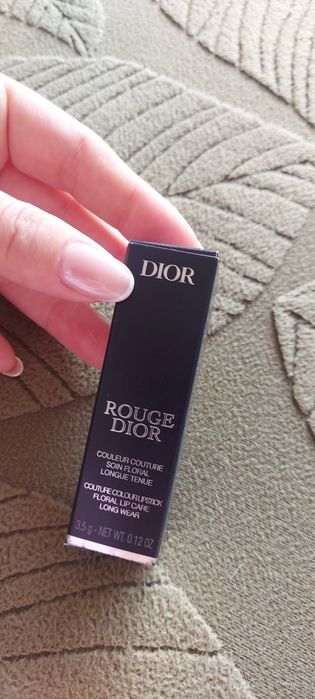 DIOR
ROUGE
DIOR
COULEUR COUTURE
SOIN FLORAL
LONGUE TENUE
COUTURE COLOUR LIPSTICK
FLORAL LIP CARE
LONG WEAR
3.5 g - NET WT. 0.12 OZ